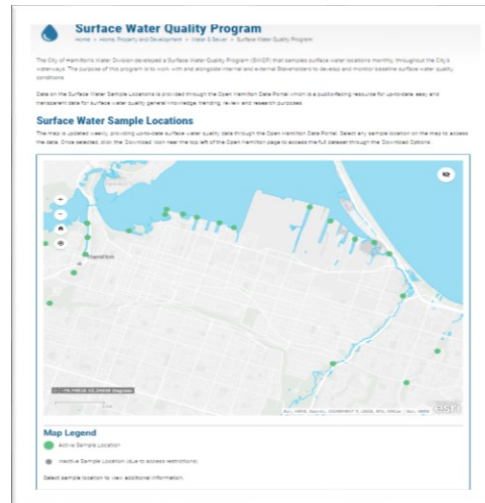 Surface Water Quality Program
Home > Home, Property and Development > Water & Sewer > Surface Water Quality Program
The City of Hamilton's Water Division developed a Surface Water Quality Program (SWQP) that samples surface water locations monthly throughout the City's
waterways. The purpose of this program is to work with and alongside internal and external Stakeholders to develop and monitor baseline surface water quality
conditions.
Data on the Surface Water Sample Locations is provided through the Open Hamilton Data Portal which is a public-facing resource for up-to-date, easy and
transparent data for surface water quality general knowledge, trending, review and research purposes.
Surface Water Sample Locations
The map is updated weekly, providing up-to-date surface water quality data through the Open Hamilton Data Portal. Select any sample location on the map to access
the data. Once selected, click the 'Download' icon near the top left of the Open Hamilton page to access the full dataset through the 'Download Options'.
+
−
Hamilton
esri
Map Legend
Active Sample Location
Inactive Sample Location (due to access restrictions)
Select sample location to view additional information.